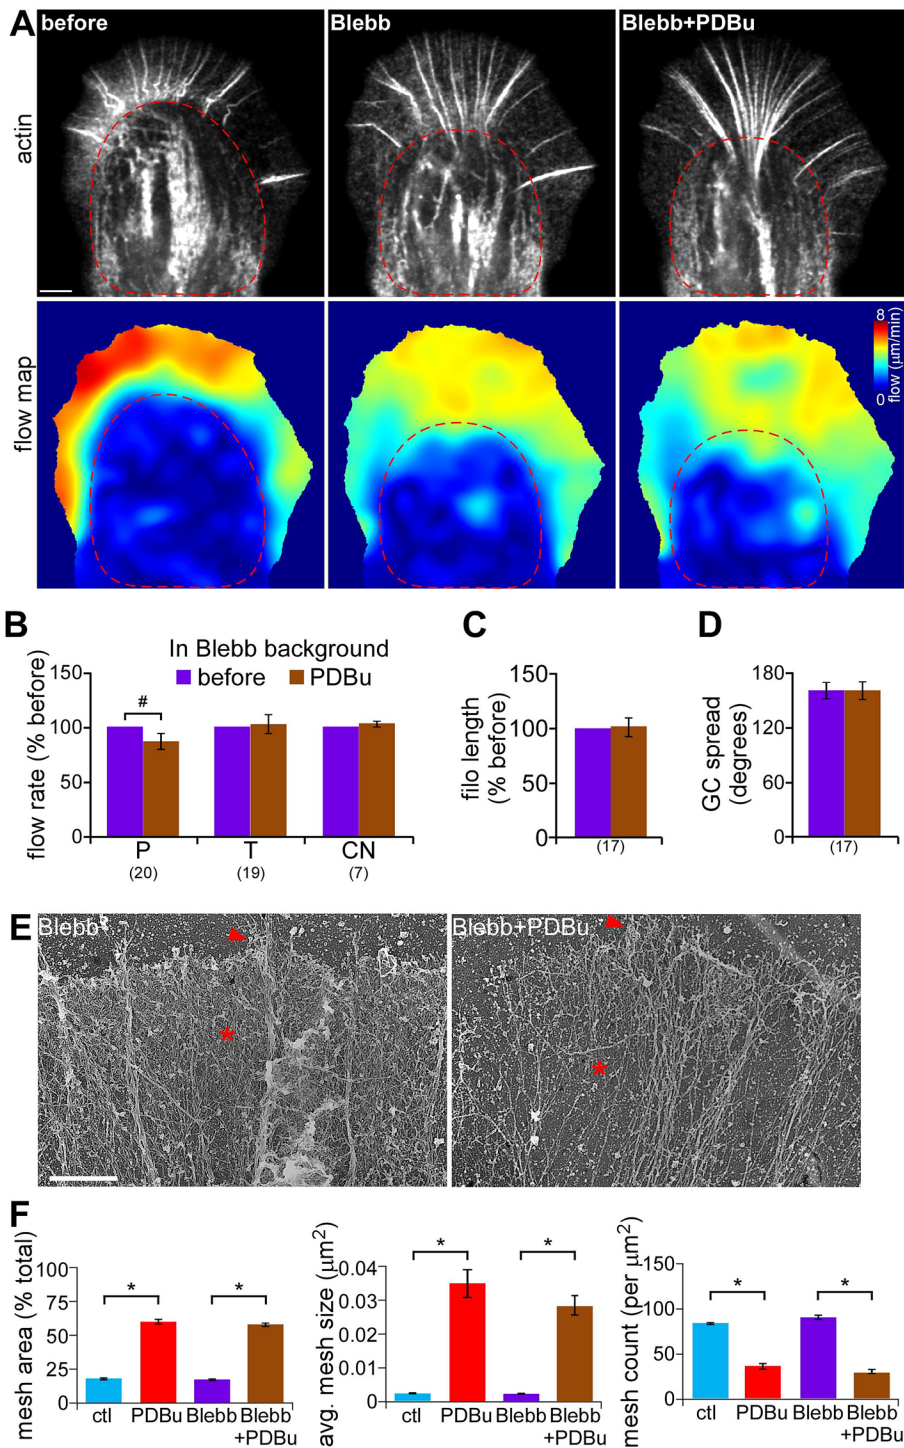 A before Blebb Blebb+PDBu
actin
flow map
8
0
flow (μm/min)
B
In Blebb background
before PDBu
flow rate (% before)
150
100
50
0
#
P T CN
(20) (19) (7)
C
filo length
(% before)
150
100
50
0
(17)
D
GC spread
(degrees)
180
120
60
0
(17)
E Blebb Blebb+PDBu
*
*
F
mesh area (% total)
100
75
50
25
0
* *
ctl PDBu Blebb Blebb
+PDBu
avg. mesh size (μm²)
0.04
0.03
0.02
0.01
0
* *
ctl PDBu Blebb Blebb
+PDBu
mesh count (per μm²)
150
100
50
0
* *
ctl PDBu Blebb Blebb
+PDBu